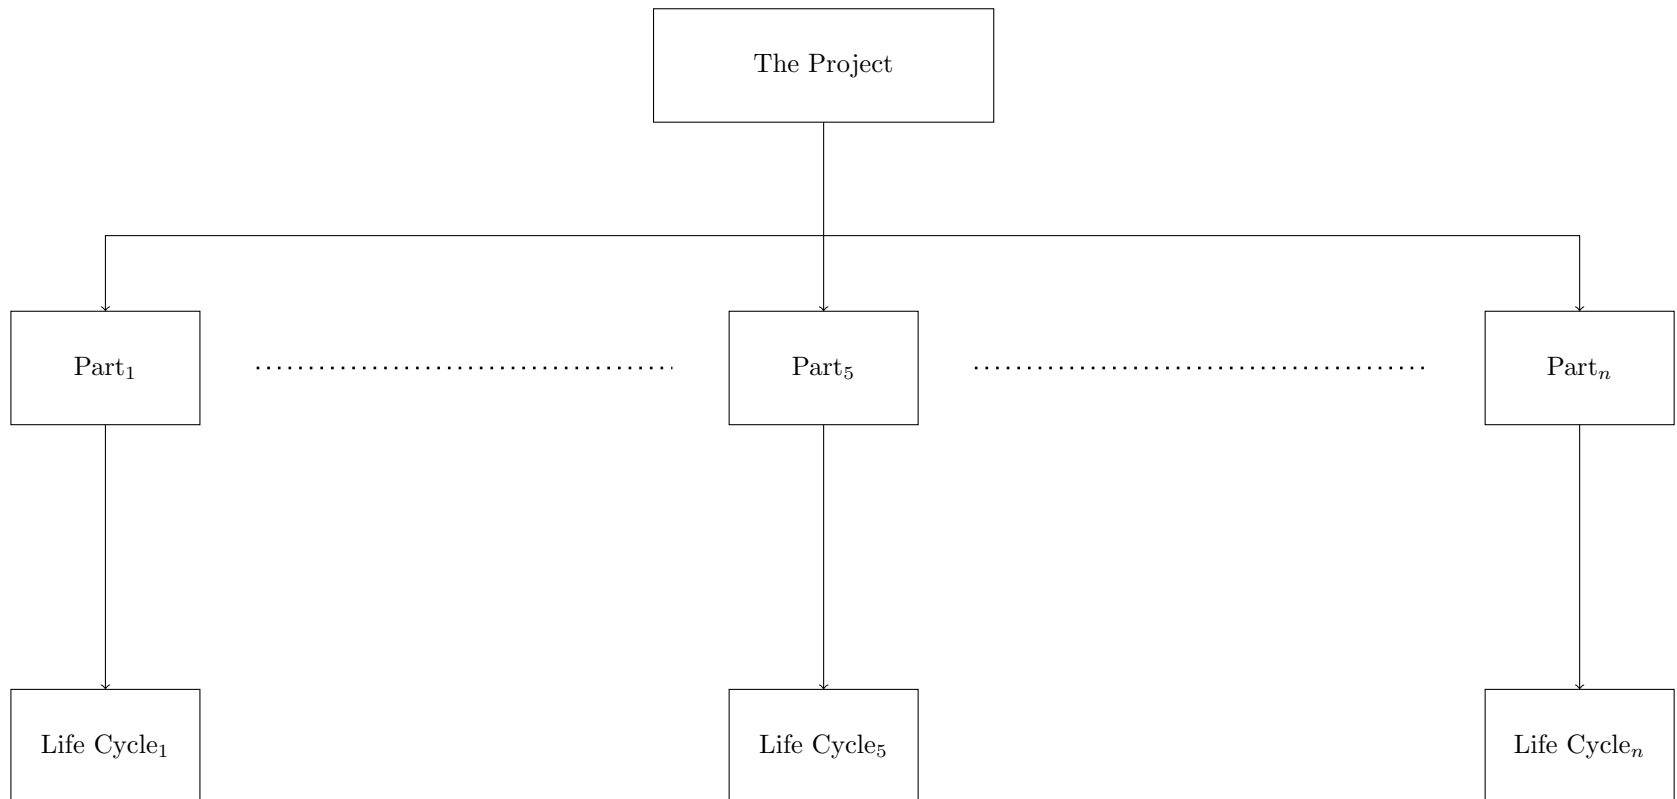 The Project
Part₁
Part₅
Partₙ
Life Cycle₁
Life Cycle₅
Life Cycleₙ